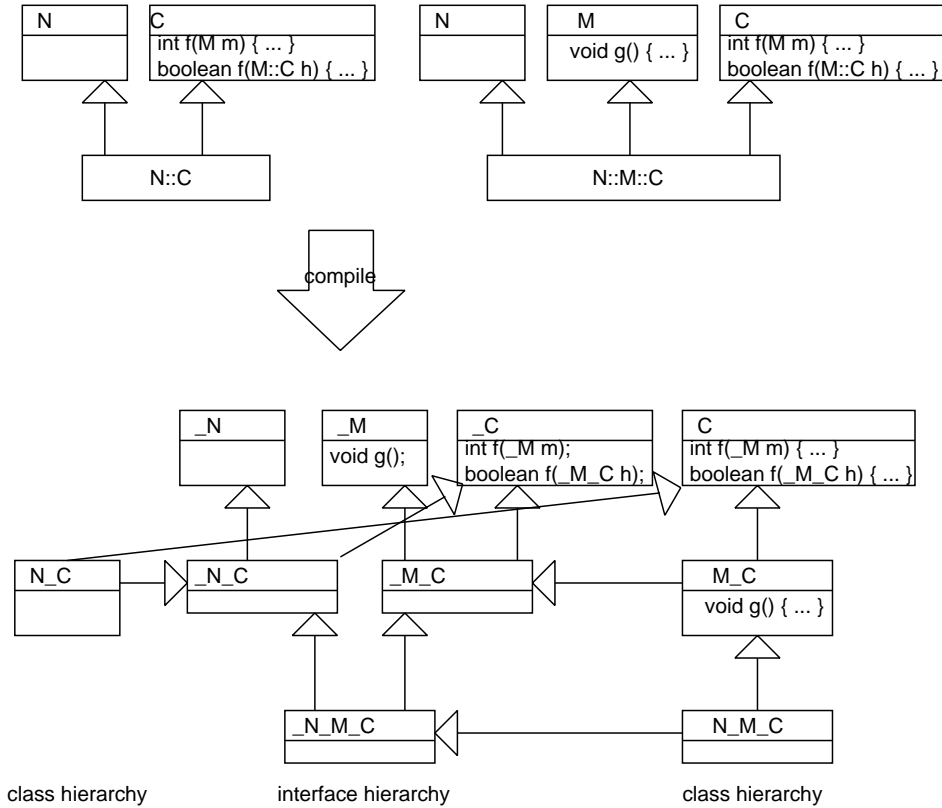 N
C
int f(M m) { ... }
boolean f(M::C h) { ... }
N::C
N
M
void g() { ... }
C
int f(M m) { ... }
boolean f(M::C h) { ... }
N::M::C
compile
_N
_M
void g();
_C
int f(_M m);
boolean f(_M_C h);
C
int f(_M m) { ... }
boolean f(_M_C h) { ... }
N_C
_N_C
_M_C
M_C
void g() { ... }
_N_M_C
N_M_C
class hierarchy
interface hierarchy
class hierarchy